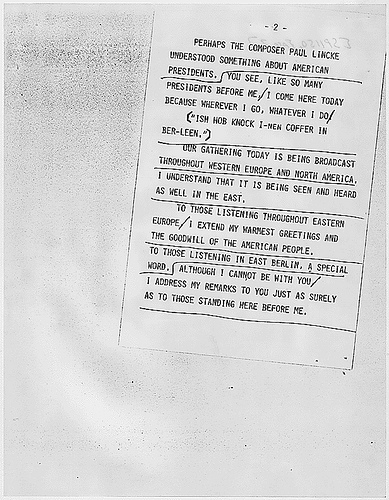 - 2
PERHAPS THE COMPOSER PAUL LINCKE
UNDERSTOOD SOMETHING ABOUT AMERICAN
PRESIDENTS. YOU SEE, LIKE SO MANY
PRESIDENTS BEFORE ME, / I COME HERE TODAY
BECAUSE WHEREVER I GO, WHATEVER I DO /
("ISH HOB KNOCK I-NEN COFFER IN
BER-LEEN.")
OUR GATHERING TODAY IS BEING BROADCAST
THROUGHOUT WESTERN EUROPE AND NORTH AMERICA.
I UNDERSTAND THAT IT IS BEING SEEN AND HEARD
AS WELL IN THE EAST.
TO THOSE LISTENING THROUGHOUT EASTERN
EUROPE / I EXTEND MY WARMEST GREETINGS AND
THE GOODWILL OF THE AMERICAN PEOPLE.
TO THOSE LISTENING IN EAST BERLIN, A SPECIAL
WORD. ALTHOUGH I CANNOT BE WITH YOU /
I ADDRESS MY REMARKS TO YOU JUST AS SURELY
AS TO THOSE STANDING HERE BEFORE ME.